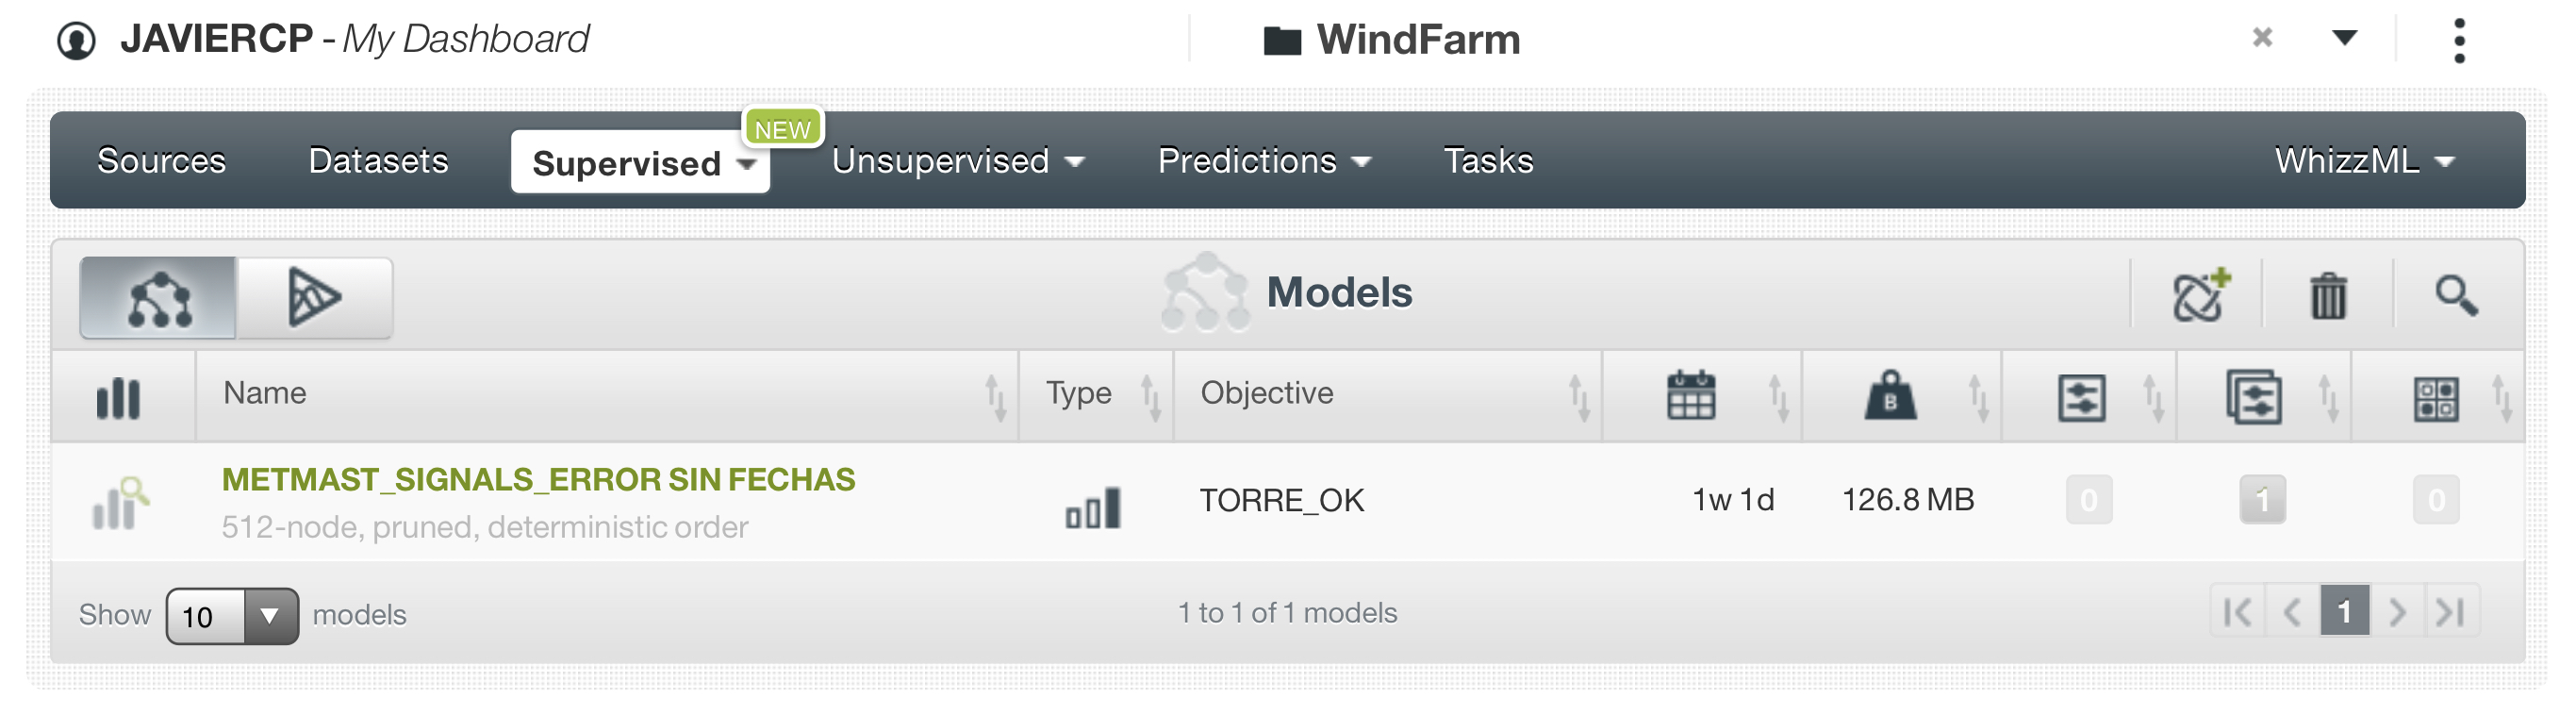 JAVIERCP - My Dashboard
WindFarm
Sources Datasets Supervised NEW Unsupervised Predictions Tasks WhizzML
Models
Name Type Objective B
METMAST_SIGNALS_ERROR SIN FECHAS
512-node, pruned, deterministic order
TORRE_OK 1w 1d 126.8 MB 0 1 0
Show 10 models 1 to 1 of 1 models 1